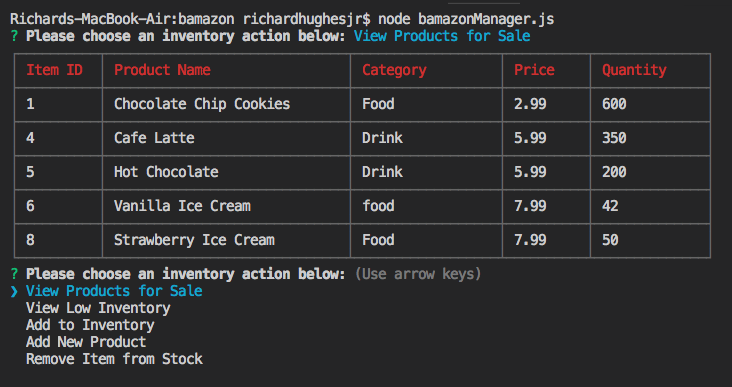 Richards-MacBook-Air:bamazon richardhughesjr$ node bamazonManager.js
? Please choose an inventory action below: View Products for Sale
Item ID Product Name Category Price Quantity
1 Chocolate Chip Cookies Food 2.99 600
4 Cafe Latte Drink 5.99 350
5 Hot Chocolate Drink 5.99 200
6 Vanilla Ice Cream food 7.99 42
8 Strawberry Ice Cream Food 7.99 50
? Please choose an inventory action below: (Use arrow keys)
❯ View Products for Sale
View Low Inventory
Add to Inventory
Add New Product
Remove Item from Stock